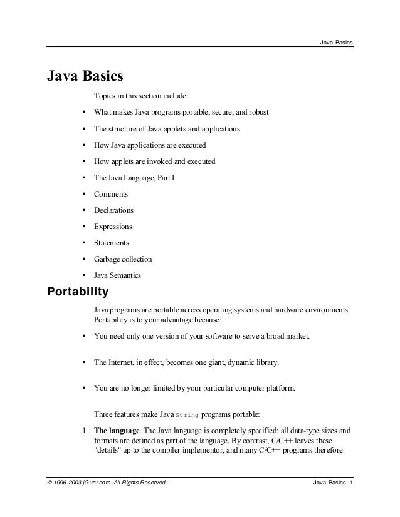 Java Basics
Java Basics
Topics in this section include:
• What makes Java programs portable, secure, and robust
• The structure of Java applets and applications
• How Java applications are executed
• How applets are invoked and executed
• The Java Language, Part I
• Comments
• Declarations
• Expressions
• Statements
• Garbage collection
• Java Semantics
Portability
Java programs are portable across operating systems and hardware environments.
Portability is to your advantage because:
• You need only one version of your software to serve a broad market.
• The Internet, in effect, becomes one giant, dynamic library.
• You are no longer limited by your particular computer platform.
Three features make Java String programs portable:
1. The language. The Java language is completely specified; all data-type sizes and
formats are defined as part of the language. By contrast, C/C++ leaves these
"details" up to the compiler implementor, and many C/C++ programs therefore
All Rights Reserved
Java Basics 1